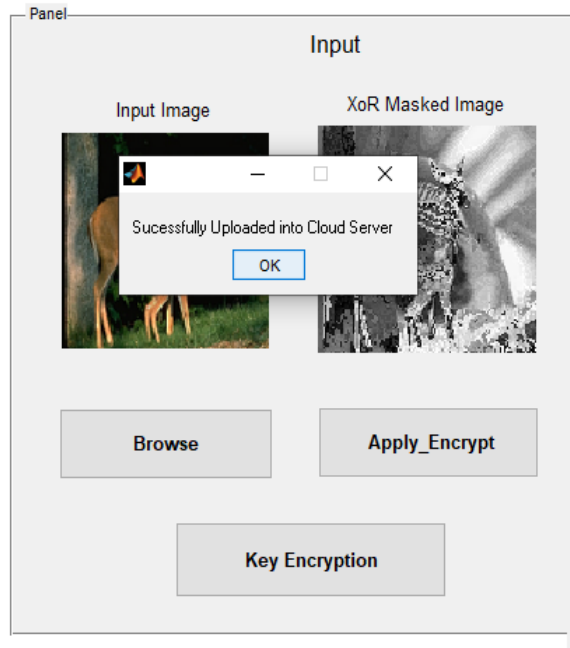 Panel
Input
Input Image
XoR Masked Image
Sucessfully Uploaded into Cloud Server
OK
Browse
Apply_Encrypt
Key Encryption